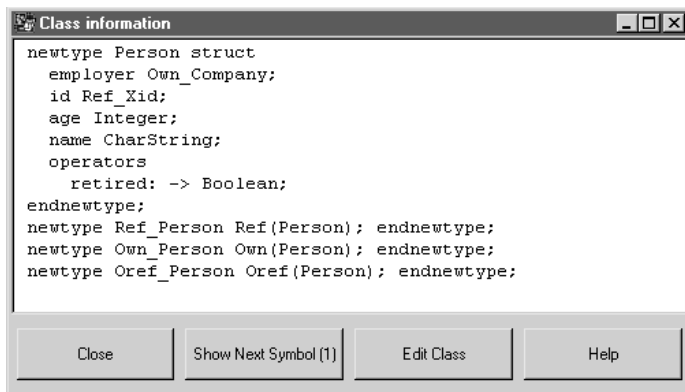 Class information
newtype Person struct
employer Own_Company;
id Ref_Xid;
age Integer;
name CharString;
operators
retired: -> Boolean;
endnewtype;
newtype Ref_Person Ref(Person); endnewtype;
newtype Own_Person Own(Person); endnewtype;
newtype Oref_Person Oref(Person); endnewtype;
Close Show Next Symbol (1) Edit Class Help